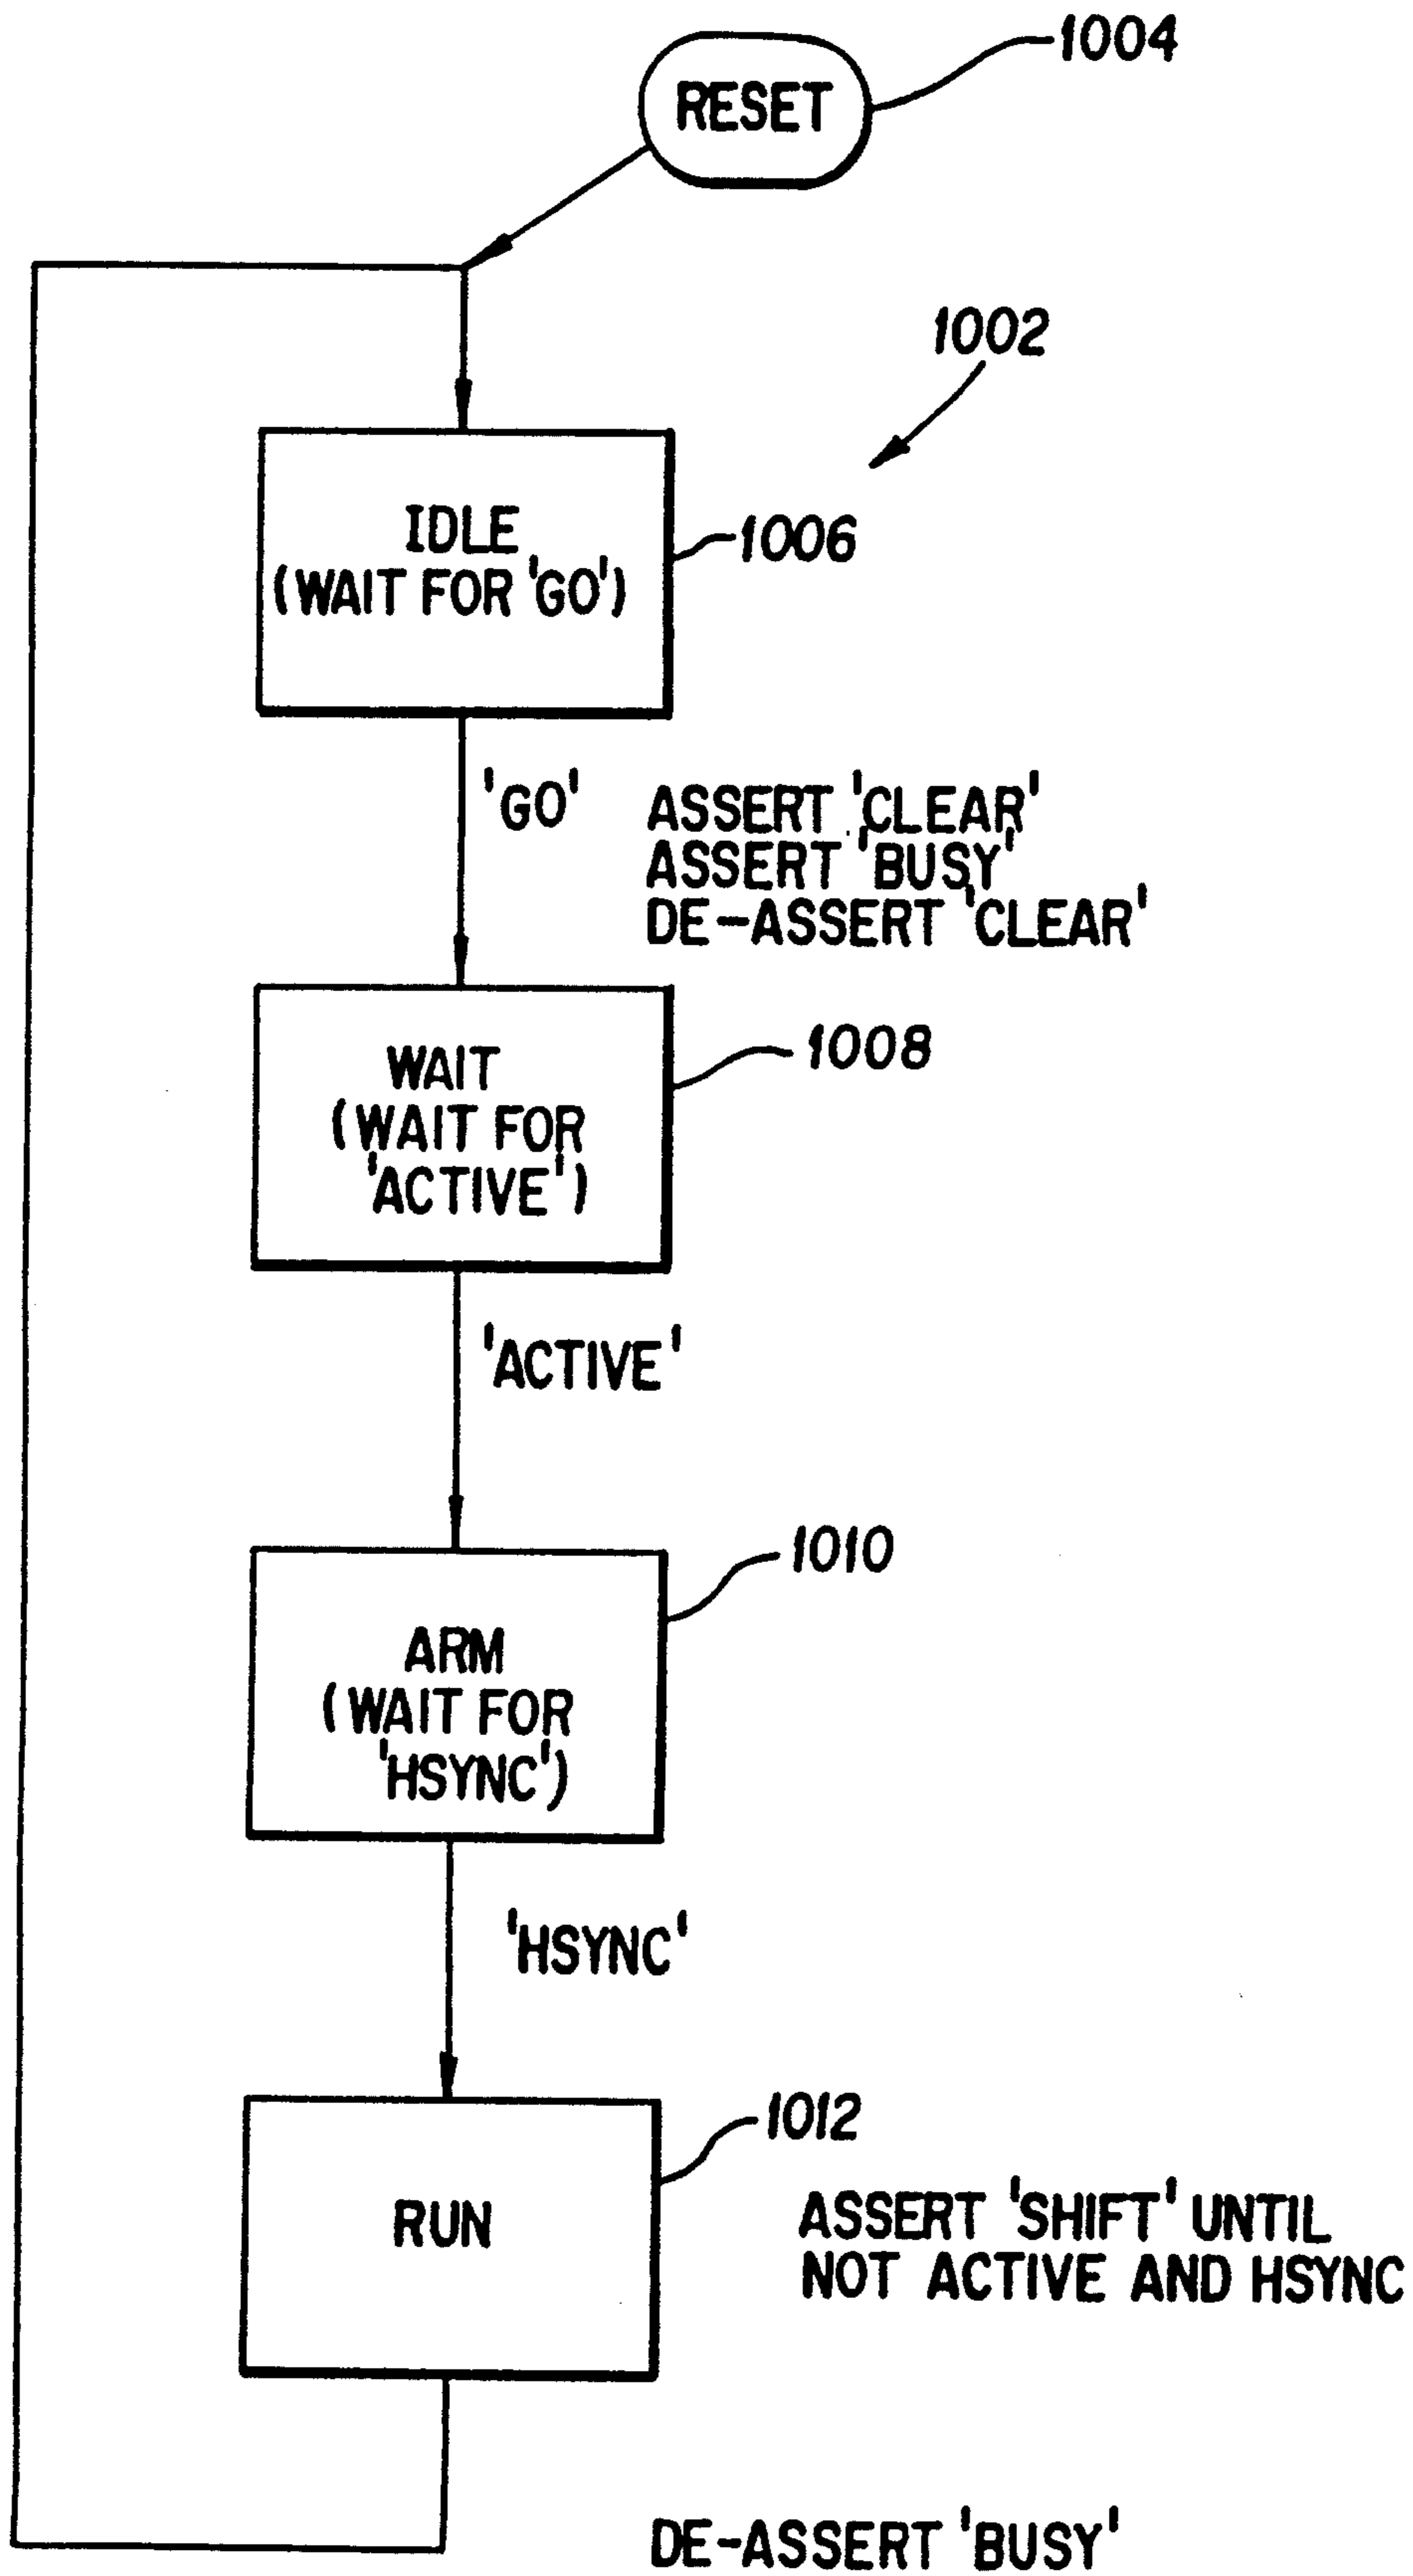 1004
RESET
1002
IDLE
(WAIT FOR 'GO')
1006
'GO'
ASSERT 'CLEAR'
ASSERT 'BUSY'
DE-ASSERT 'CLEAR'
WAIT
(WAIT FOR
'ACTIVE')
1008
'ACTIVE'
1010
ARM
(WAIT FOR
'HSYNC')
'HSYNC'
1012
RUN
ASSERT 'SHIFT' UNTIL
NOT ACTIVE AND HSYNC
DE-ASSERT 'BUSY'